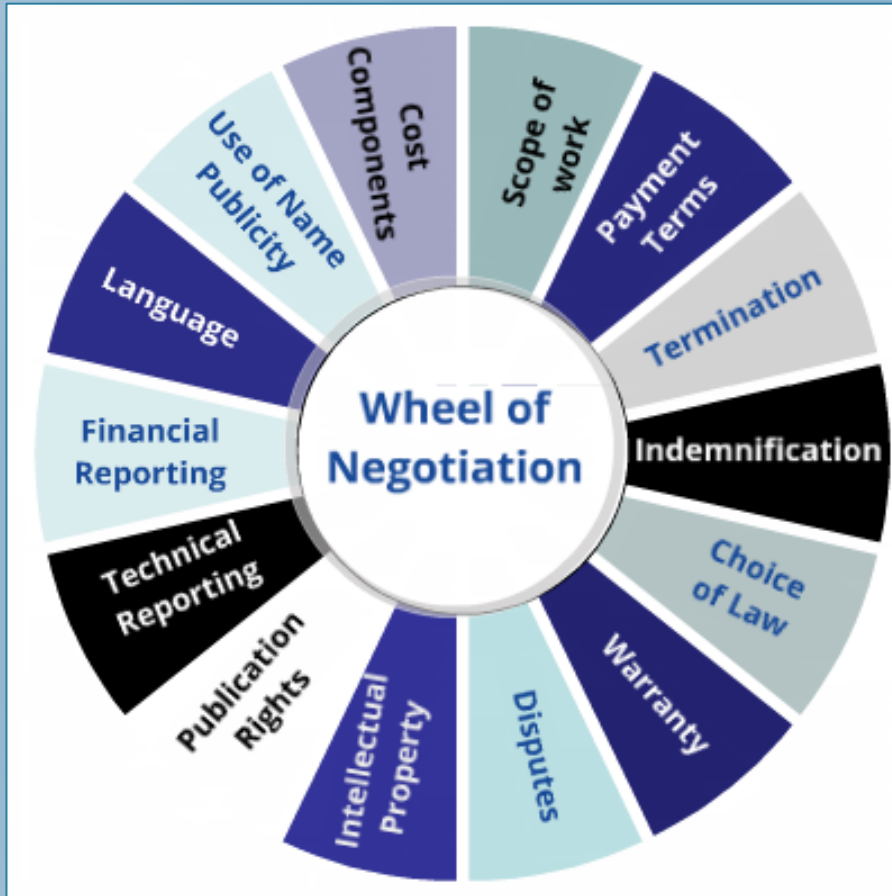 Wheel of
Negotiation
Scope of
work
Payment
Terms
Termination
Indemnification
Choice
of Law
Warranty
Disputes
Intellectual
Property
Publication
Rights
Technical
Reporting
Financial
Reporting
Language
Use of Name
Publicity
Cost
Components